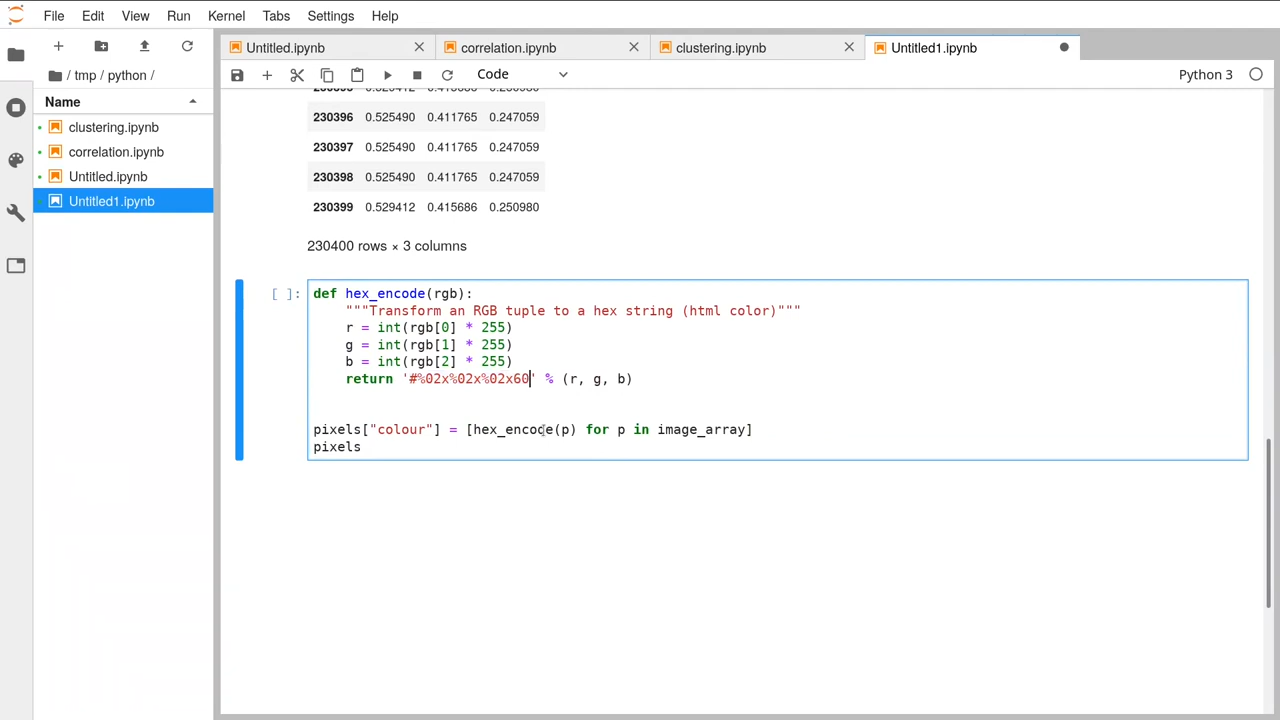 File Edit View Run Kernel Tabs Settings Help
Untitled.ipynb correlation.ipynb clustering.ipynb Untitled1.ipynb
Code Python 3
/ tmp / python /
Name
clustering.ipynb
correlation.ipynb
Untitled.ipynb
Untitled1.ipynb
230396 0.525490 0.411765 0.247059
230397 0.525490 0.411765 0.247059
230398 0.525490 0.411765 0.247059
230399 0.529412 0.415686 0.250980
230400 rows × 3 columns
[ ]: def hex_encode(rgb):
"""Transform an RGB tuple to a hex string (html color)"""
r = int(rgb[0] * 255)
g = int(rgb[1] * 255)
b = int(rgb[2] * 255)
return '#%02x%02x%02x60' % (r, g, b)
pixels["colour"] = [hex_encode(p) for p in image_array]
pixels